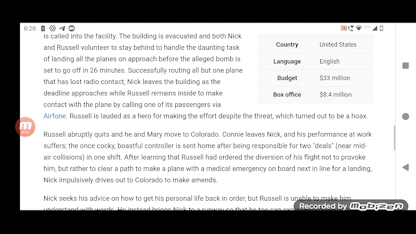 8:28
is called into the facility. The building is evacuated and both Nick
and Russell volunteer to stay behind to handle the daunting task
of landing all the planes on approach before the alleged bomb is
set to go off in 26 minutes. Successfully routing all but one plane
that has lost radio contact, Nick leaves the building as the
deadline approaches while Russell remains inside to make
contact with the plane by calling one of its passengers via
Airfone. Russell is lauded as a hero for making the effort despite the threat, which turned out to be a hoax.
Country United States
Language English
Budget $33 million
Box office $8.4 million
Russell abruptly quits and he and Mary move to Colorado. Connie leaves Nick, and his performance at work
suffers; the once cocky, boastful controller is sent home after being responsible for two "deals" (near mid-
air collisions) in one shift. After learning that Russell had ordered the diversion of his flight not to provoke
him, but rather to clear a path to make a plane with a medical emergency on board next in line for a landing,
Nick impulsively drives out to Colorado to make amends.
Nick seeks his advice on how to get his personal life back in order, but Russell is unable to make him
understand with words. He instead brings Nick to a runway so
Recorded by Mobizen